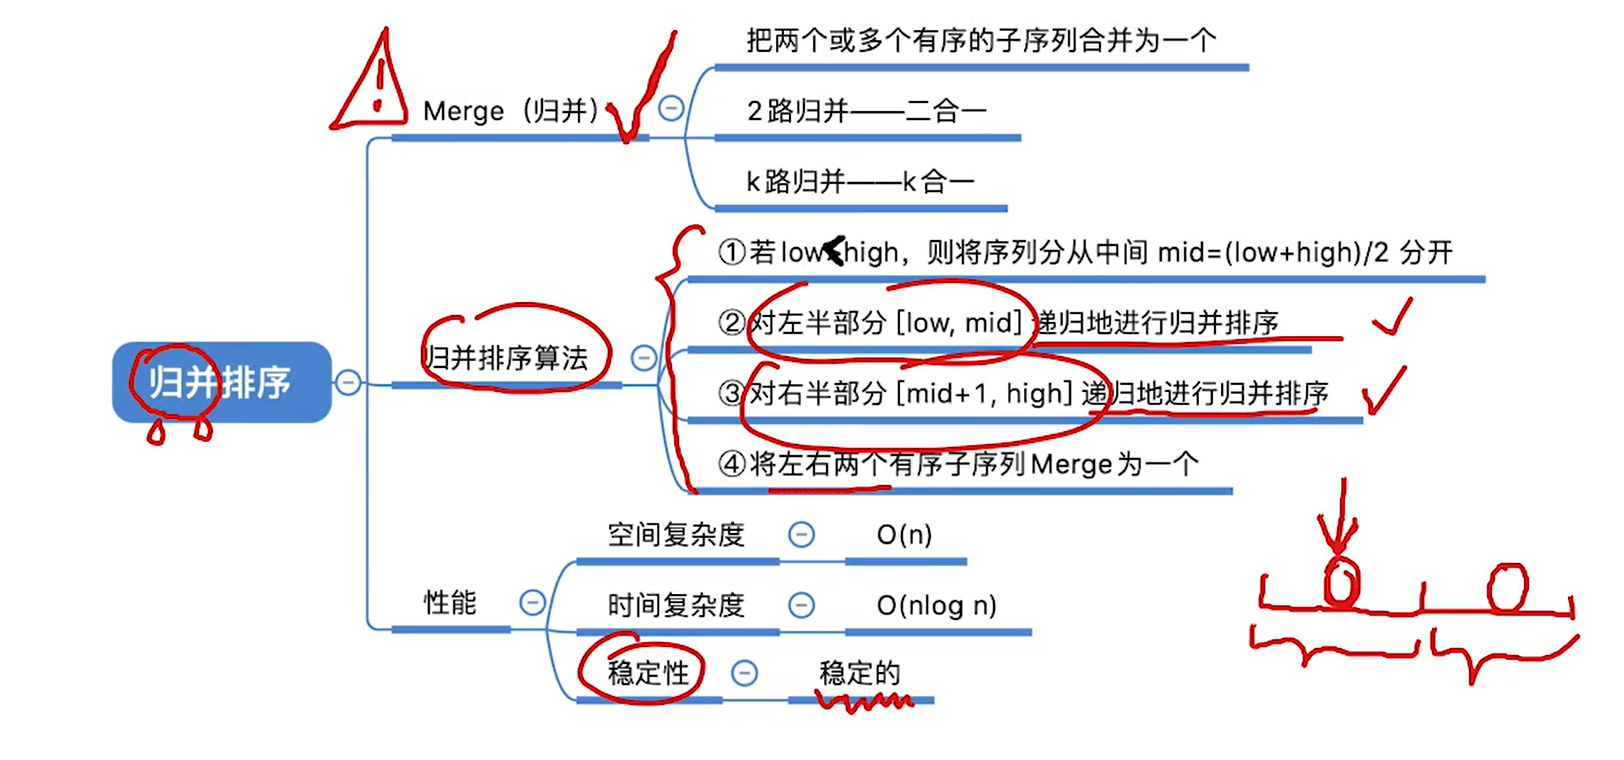 归并排序
Merge（归并）
把两个或多个有序的子序列合并为一个
2路归并——二合一
k路归并——k合一
归并排序算法
①若low<high，则将序列分从中间 mid=(low+high)/2 分开
②对左半部分 [low, mid] 递归地进行归并排序
③对右半部分 [mid+1, high] 递归地进行归并排序
④将左右两个有序子序列Merge为一个
性能
空间复杂度
O(n)
时间复杂度
O(nlog n)
稳定性
稳定的